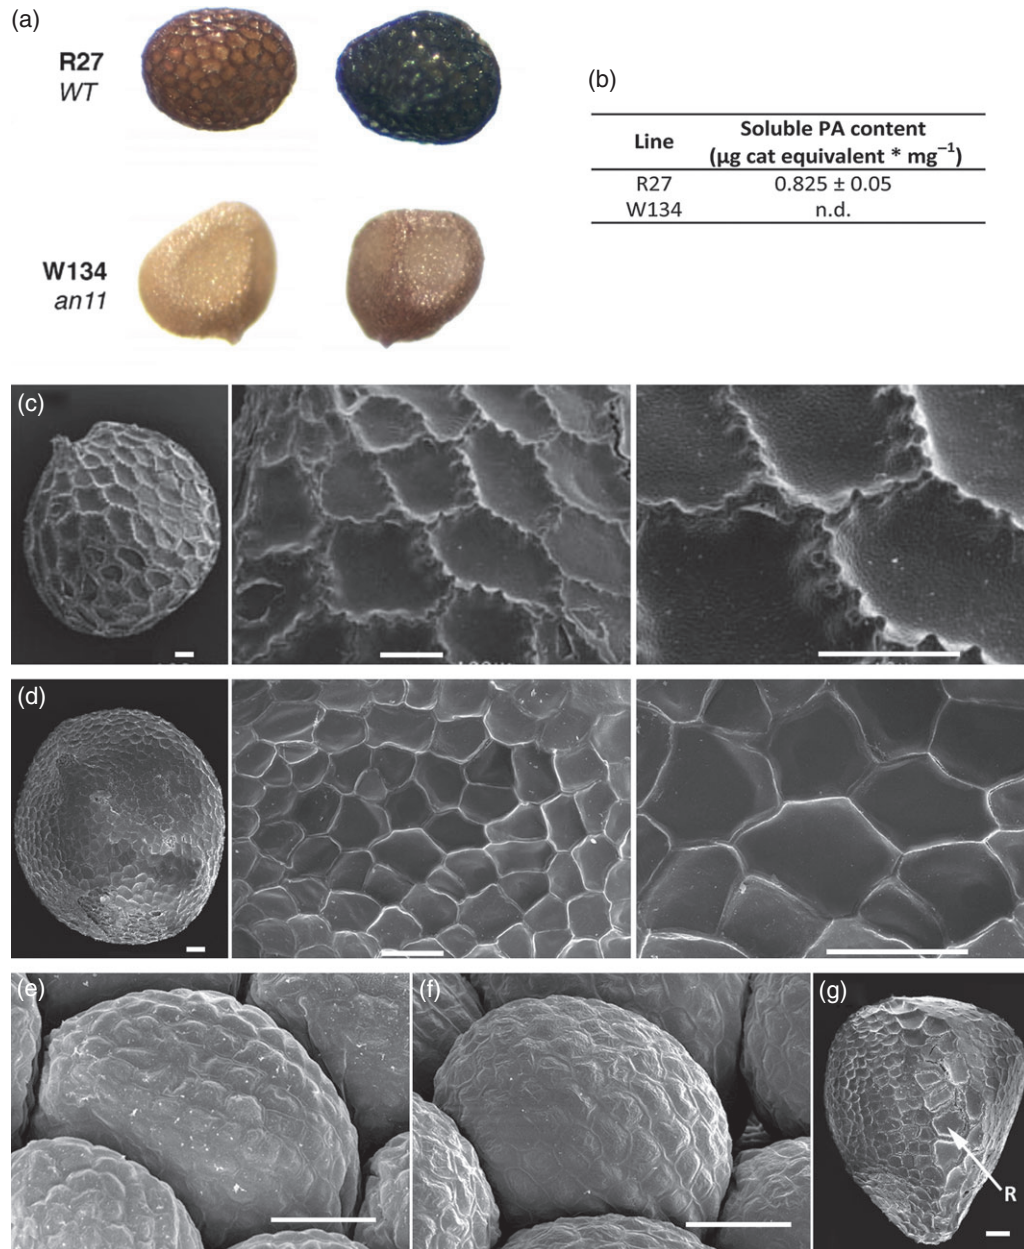 (a)
R27
WT
W134
an11
(b)
Line
Soluble PA content
(µg cat equivalent * mg⁻¹)
R27 0.825 ± 0.05
W134 n.d.
(c)
(d)
(e)
(f)
(g)
R